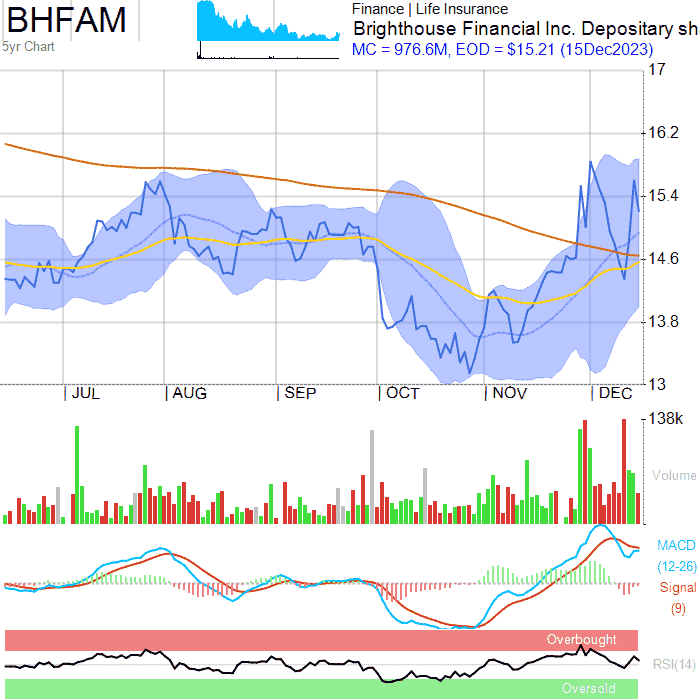 BHFAM
5yr Chart
Finance | Life Insurance
Brighthouse Financial Inc. Depositary sh
MC = 976.6M, EOD = $15.21 (15Dec2023)
17
16.2
15.4
14.6
13.8
13
JUL AUG SEP OCT NOV DEC
138k
Volume
MACD
(12-26)
Signal
(9)
Overbought
RSI(14)
Oversold